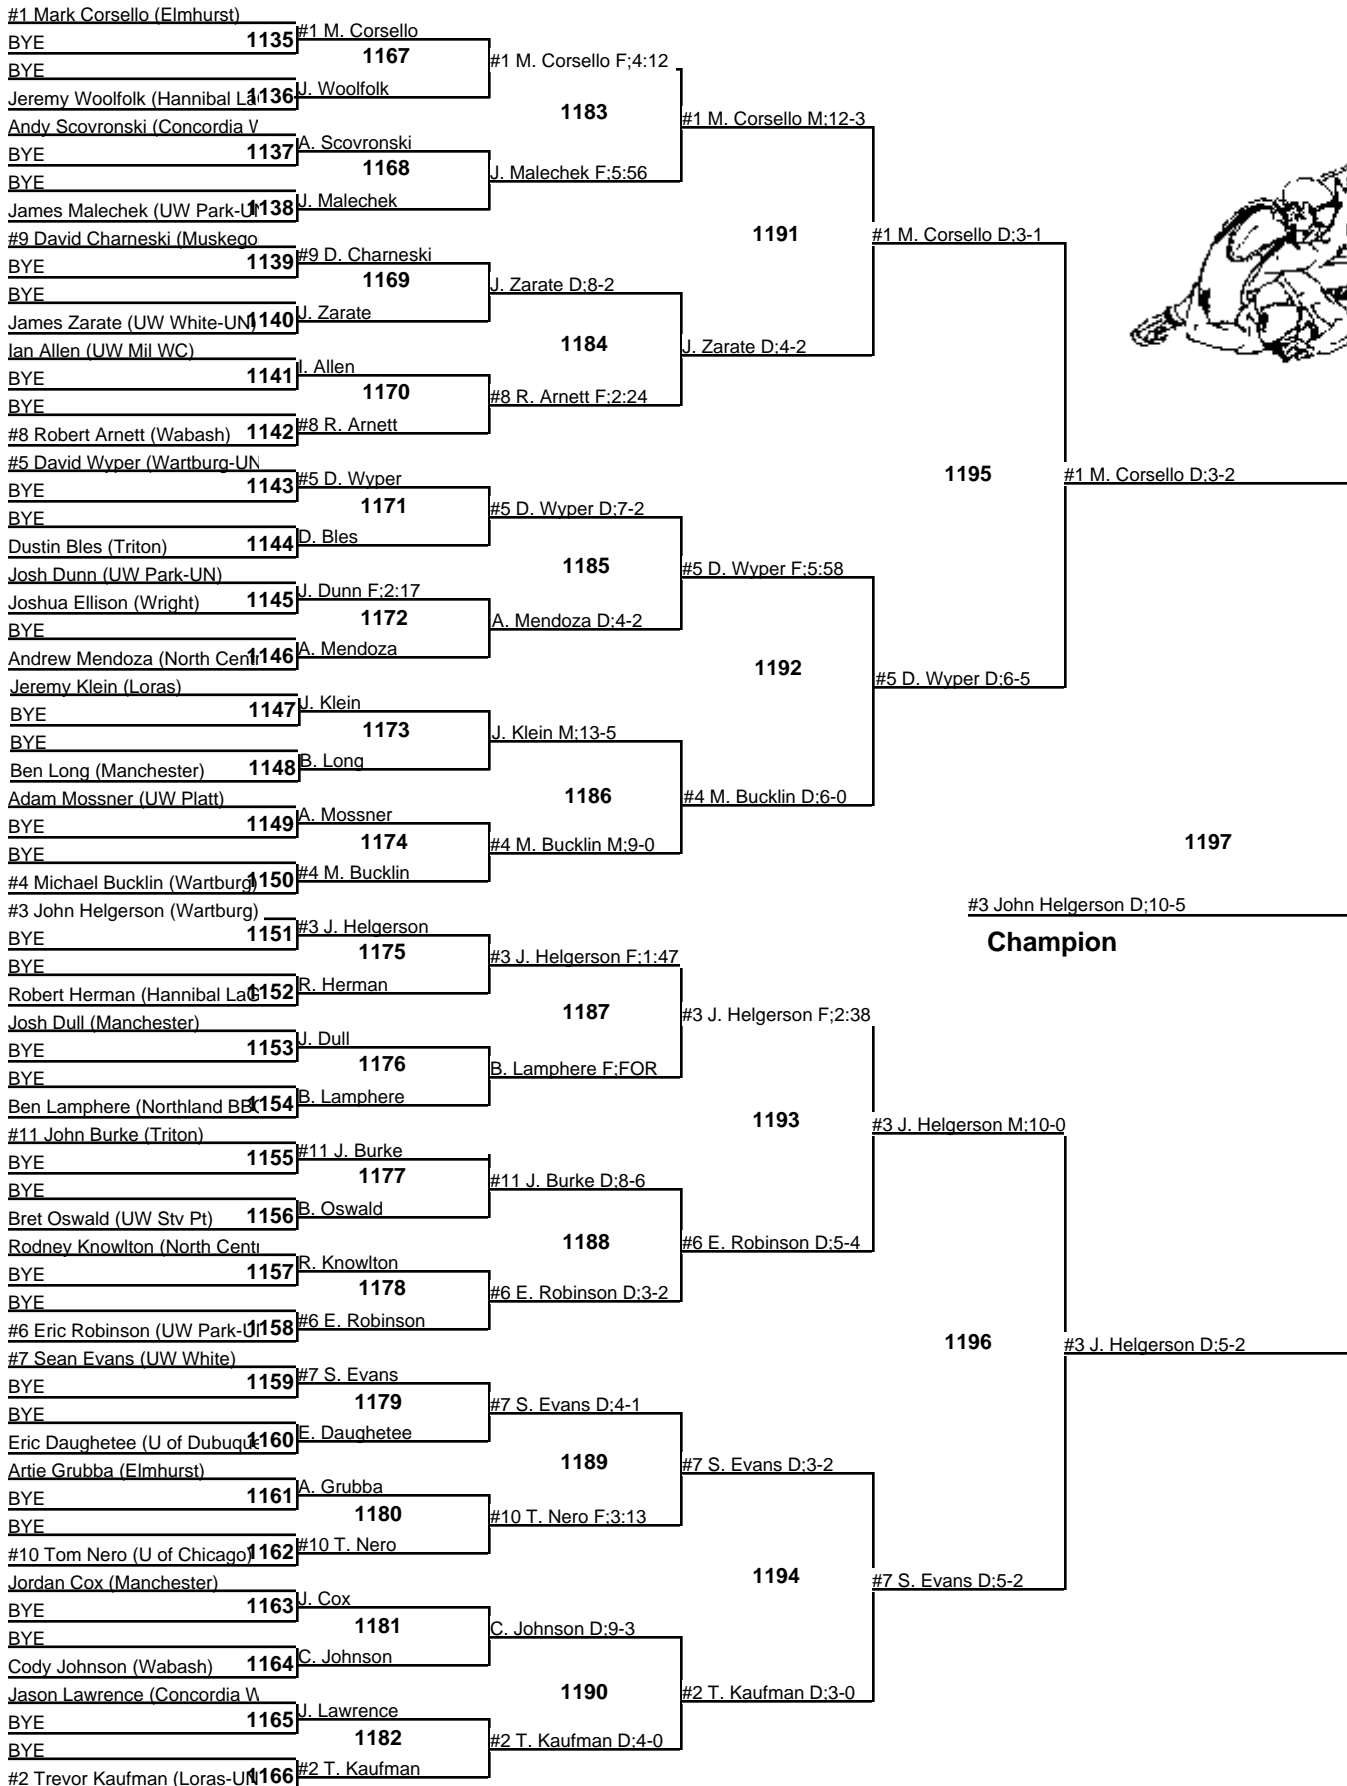 #1 Mark Corsello (Elmhurst)
BYE
1135
#1 M. Corsello
1167
#1 M. Corsello F;4:12
BYE
Jeremy Woolfolk (Hannibal La
1136
J. Woolfolk
1183
#1 M. Corsello M;12-3
Andy Scovronski (Concordia W
BYE
1137
A. Scovronski
1168
J. Malechek F;5:56
BYE
James Malechek (UW Park-UN
1138
J. Malechek
1191
#1 M. Corsello D;3-1
#9 David Charneski (Muskego
BYE
1139
#9 D. Charneski
1169
J. Zarate D;8-2
BYE
James Zarate (UW White-UN)
1140
J. Zarate
1184
J. Zarate D;4-2
Ian Allen (UW Mil WC)
BYE
1141
I. Allen
1170
#8 R. Arnett F;2:24
BYE
#8 Robert Arnett (Wabash)
1142
#8 R. Arnett
1195
#1 M. Corsello D;3-2
#5 David Wyper (Wartburg-UN
BYE
1143
#5 D. Wyper
1171
#5 D. Wyper D;7-2
BYE
Dustin Bles (Triton)
1144
D. Bles
1185
#5 D. Wyper F;5:58
Josh Dunn (UW Park-UN)
Joshua Ellison (Wright)
1145
J. Dunn F;2:17
1172
A. Mendoza D;4-2
BYE
Andrew Mendoza (North Centr
1146
A. Mendoza
1192
#5 D. Wyper D;6-5
Jeremy Klein (Loras)
BYE
1147
J. Klein
1173
J. Klein M;13-5
BYE
Ben Long (Manchester)
1148
B. Long
1186
#4 M. Bucklin D;6-0
Adam Mossner (UW Platt)
BYE
1149
A. Mossner
1174
#4 M. Bucklin M;9-0
BYE
#4 Michael Bucklin (Wartburg)
1150
#4 M. Bucklin
1197
#3 John Helgerson D;10-5
Champion
#3 John Helgerson (Wartburg)
BYE
1151
#3 J. Helgerson
1175
#3 J. Helgerson F;1:47
BYE
Robert Herman (Hannibal LaG
1152
R. Herman
1187
#3 J. Helgerson F;2:38
Josh Dull (Manchester)
BYE
1153
J. Dull
1176
B. Lamphere F;FOR
BYE
Ben Lamphere (Northland BBC
1154
B. Lamphere
1193
#3 J. Helgerson M;10-0
#11 John Burke (Triton)
BYE
1155
#11 J. Burke
1177
#11 J. Burke D;8-6
BYE
Bret Oswald (UW Stv Pt)
1156
B. Oswald
1188
#6 E. Robinson D;5-4
Rodney Knowlton (North Centr
BYE
1157
R. Knowlton
1178
#6 E. Robinson D;3-2
BYE
#6 Eric Robinson (UW Park-UN
1158
#6 E. Robinson
1196
#3 J. Helgerson D;5-2
#7 Sean Evans (UW White)
BYE
1159
#7 S. Evans
1179
#7 S. Evans D;4-1
BYE
Eric Daughetee (U of Dubuque
1160
E. Daughetee
1189
#7 S. Evans D;3-2
Artie Grubba (Elmhurst)
BYE
1161
A. Grubba
1180
#10 T. Nero F;3:13
BYE
#10 Tom Nero (U of Chicago)
1162
#10 T. Nero
1194
#7 S. Evans D;5-2
Jordan Cox (Manchester)
BYE
1163
J. Cox
1181
C. Johnson D;9-3
BYE
Cody Johnson (Wabash)
1164
C. Johnson
1190
#2 T. Kaufman D;3-0
Jason Lawrence (Concordia W
BYE
1165
J. Lawrence
1182
#2 T. Kaufman D;4-0
BYE
#2 Trevor Kaufman (Loras-UN
1166
#2 T. Kaufman